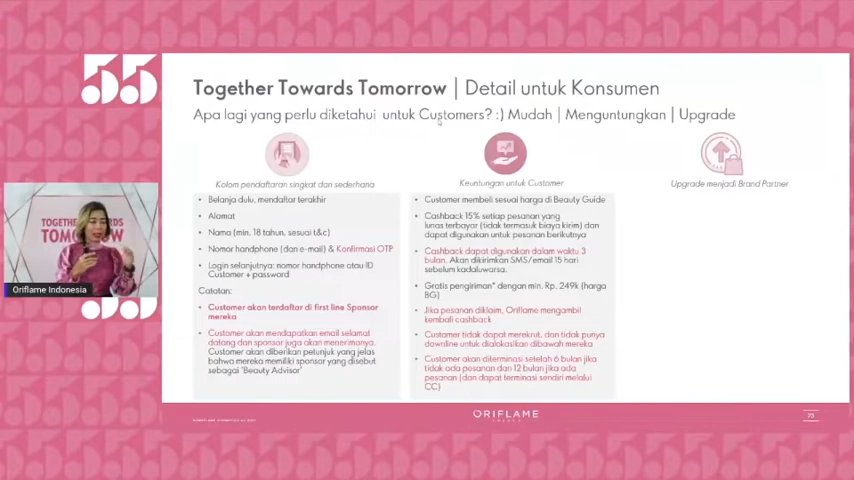 55
Together Towards Tomorrow | Detail untuk Konsumen
Apa lagi yang perlu diketahui untuk Customers? :) Mudah | Menguntungkan | Upgrade
Kolom pendaftaran singkat dan sederhana
• Belanja dulu, mendaftar terakhir
• Alamat
• Nama (min. 18 tahun, sesuai t&c)
• Nomor handphone (dan e-mail) & Konfirmasi OTP
• Login selanjutnya: nomor handphone atau ID
Customer + password
Catatan:
• Customer akan terdaftar di first line Sponsor
mereka
• Customer akan mendapatkan email selamat
datang dan sponsor juga akan menerimanya.
Customer akan diberikan petunjuk yang jelas
bahwa mereka memiliki sponsor yang disebut
sebagai 'Beauty Advisor'
Keuntungan untuk Customer
• Customer membeli sesuai harga di Beauty Guide
• Cashback 15% setiap pesanan yang
lunas terbayar (tidak termasuk biaya kirim) dan
dapat digunakan untuk pesanan berikutnya
• Cashback dapat digunakan dalam waktu 3
bulan. Akan dikirimkan SMS/email 15 hari
sebelum kadaluwarsa.
• Gratis pengiriman* dengan min. Rp. 249k (harga
BG)
• Jika pesanan diklaim, Oriflame mengambil
kembali cashback
• Customer tidak dapat merekrut, dan tidak punya
downline untuk dialokasikan dibawah mereka
• Customer akan diterminasi setelah 6 bulan jika
tidak ada pesanan dan 12 bulan jika ada
pesanan (dan dapat terminasi sendiri melalui
CC)
Upgrade menjadi Brand Partner
TOGETHER TOWARDS
TOMORROW
Oriflame Indonesia
ORIFLAME
SWEDEN